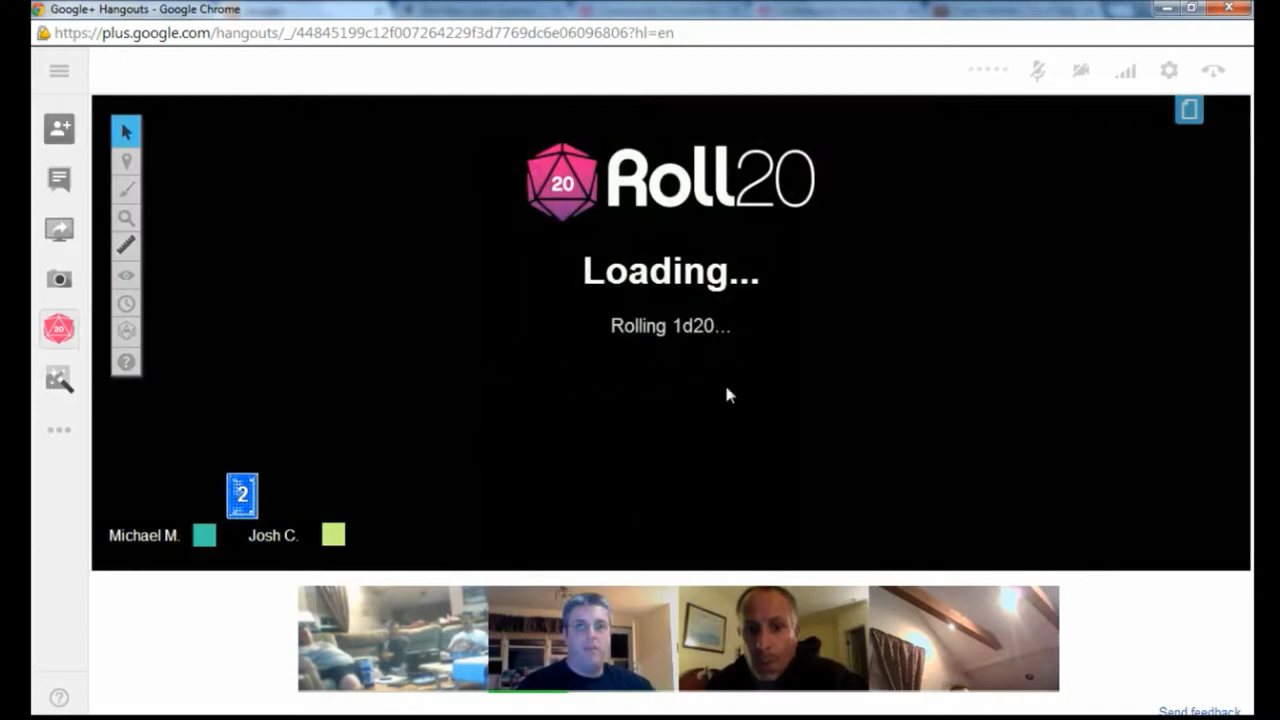 Google+ Hangouts - Google Chrome
https://plus.google.com/hangouts/_/44845199c12f007264229f3d7769dc6e06096806?hl=en
20 Roll20
Loading...
Rolling 1d20...
20
2
Michael M.
Josh C.
Send feedback